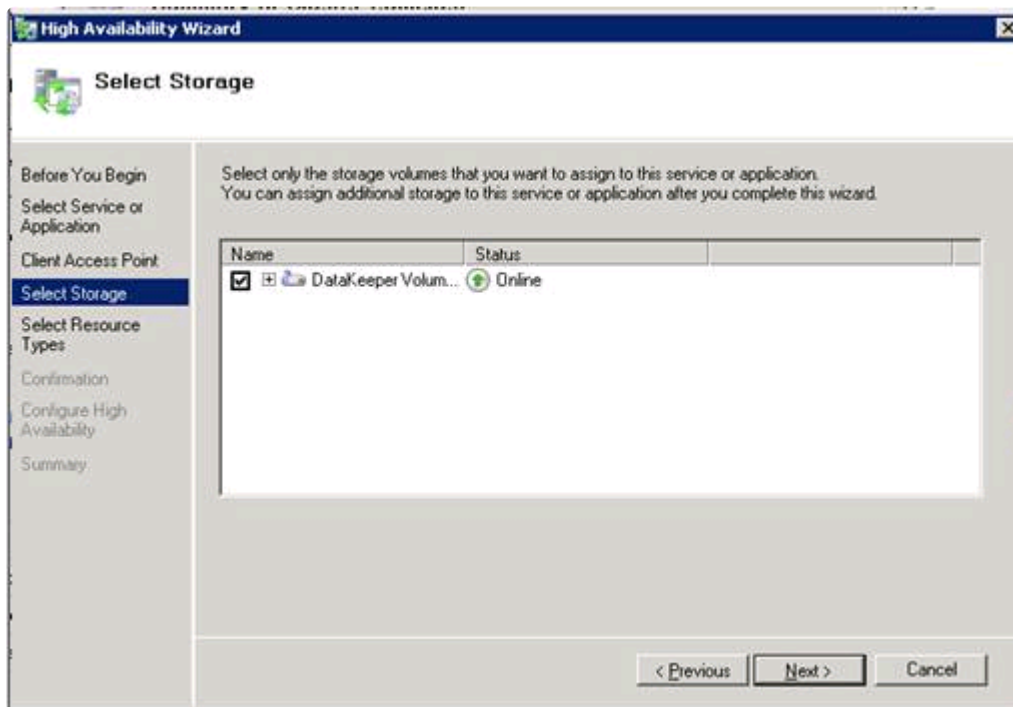 High Availability Wizard
Select Storage
Before You Begin
Select Service or
Application
Client Access Point
Select Storage
Select Resource
Types
Confirmation
Configure High
Availability
Summary
Select only the storage volumes that you want to assign to this service or application.
You can assign additional storage to this service or application after you complete this wizard.
Name Status
DataKeeper Volum... Online
< Previous Next > Cancel